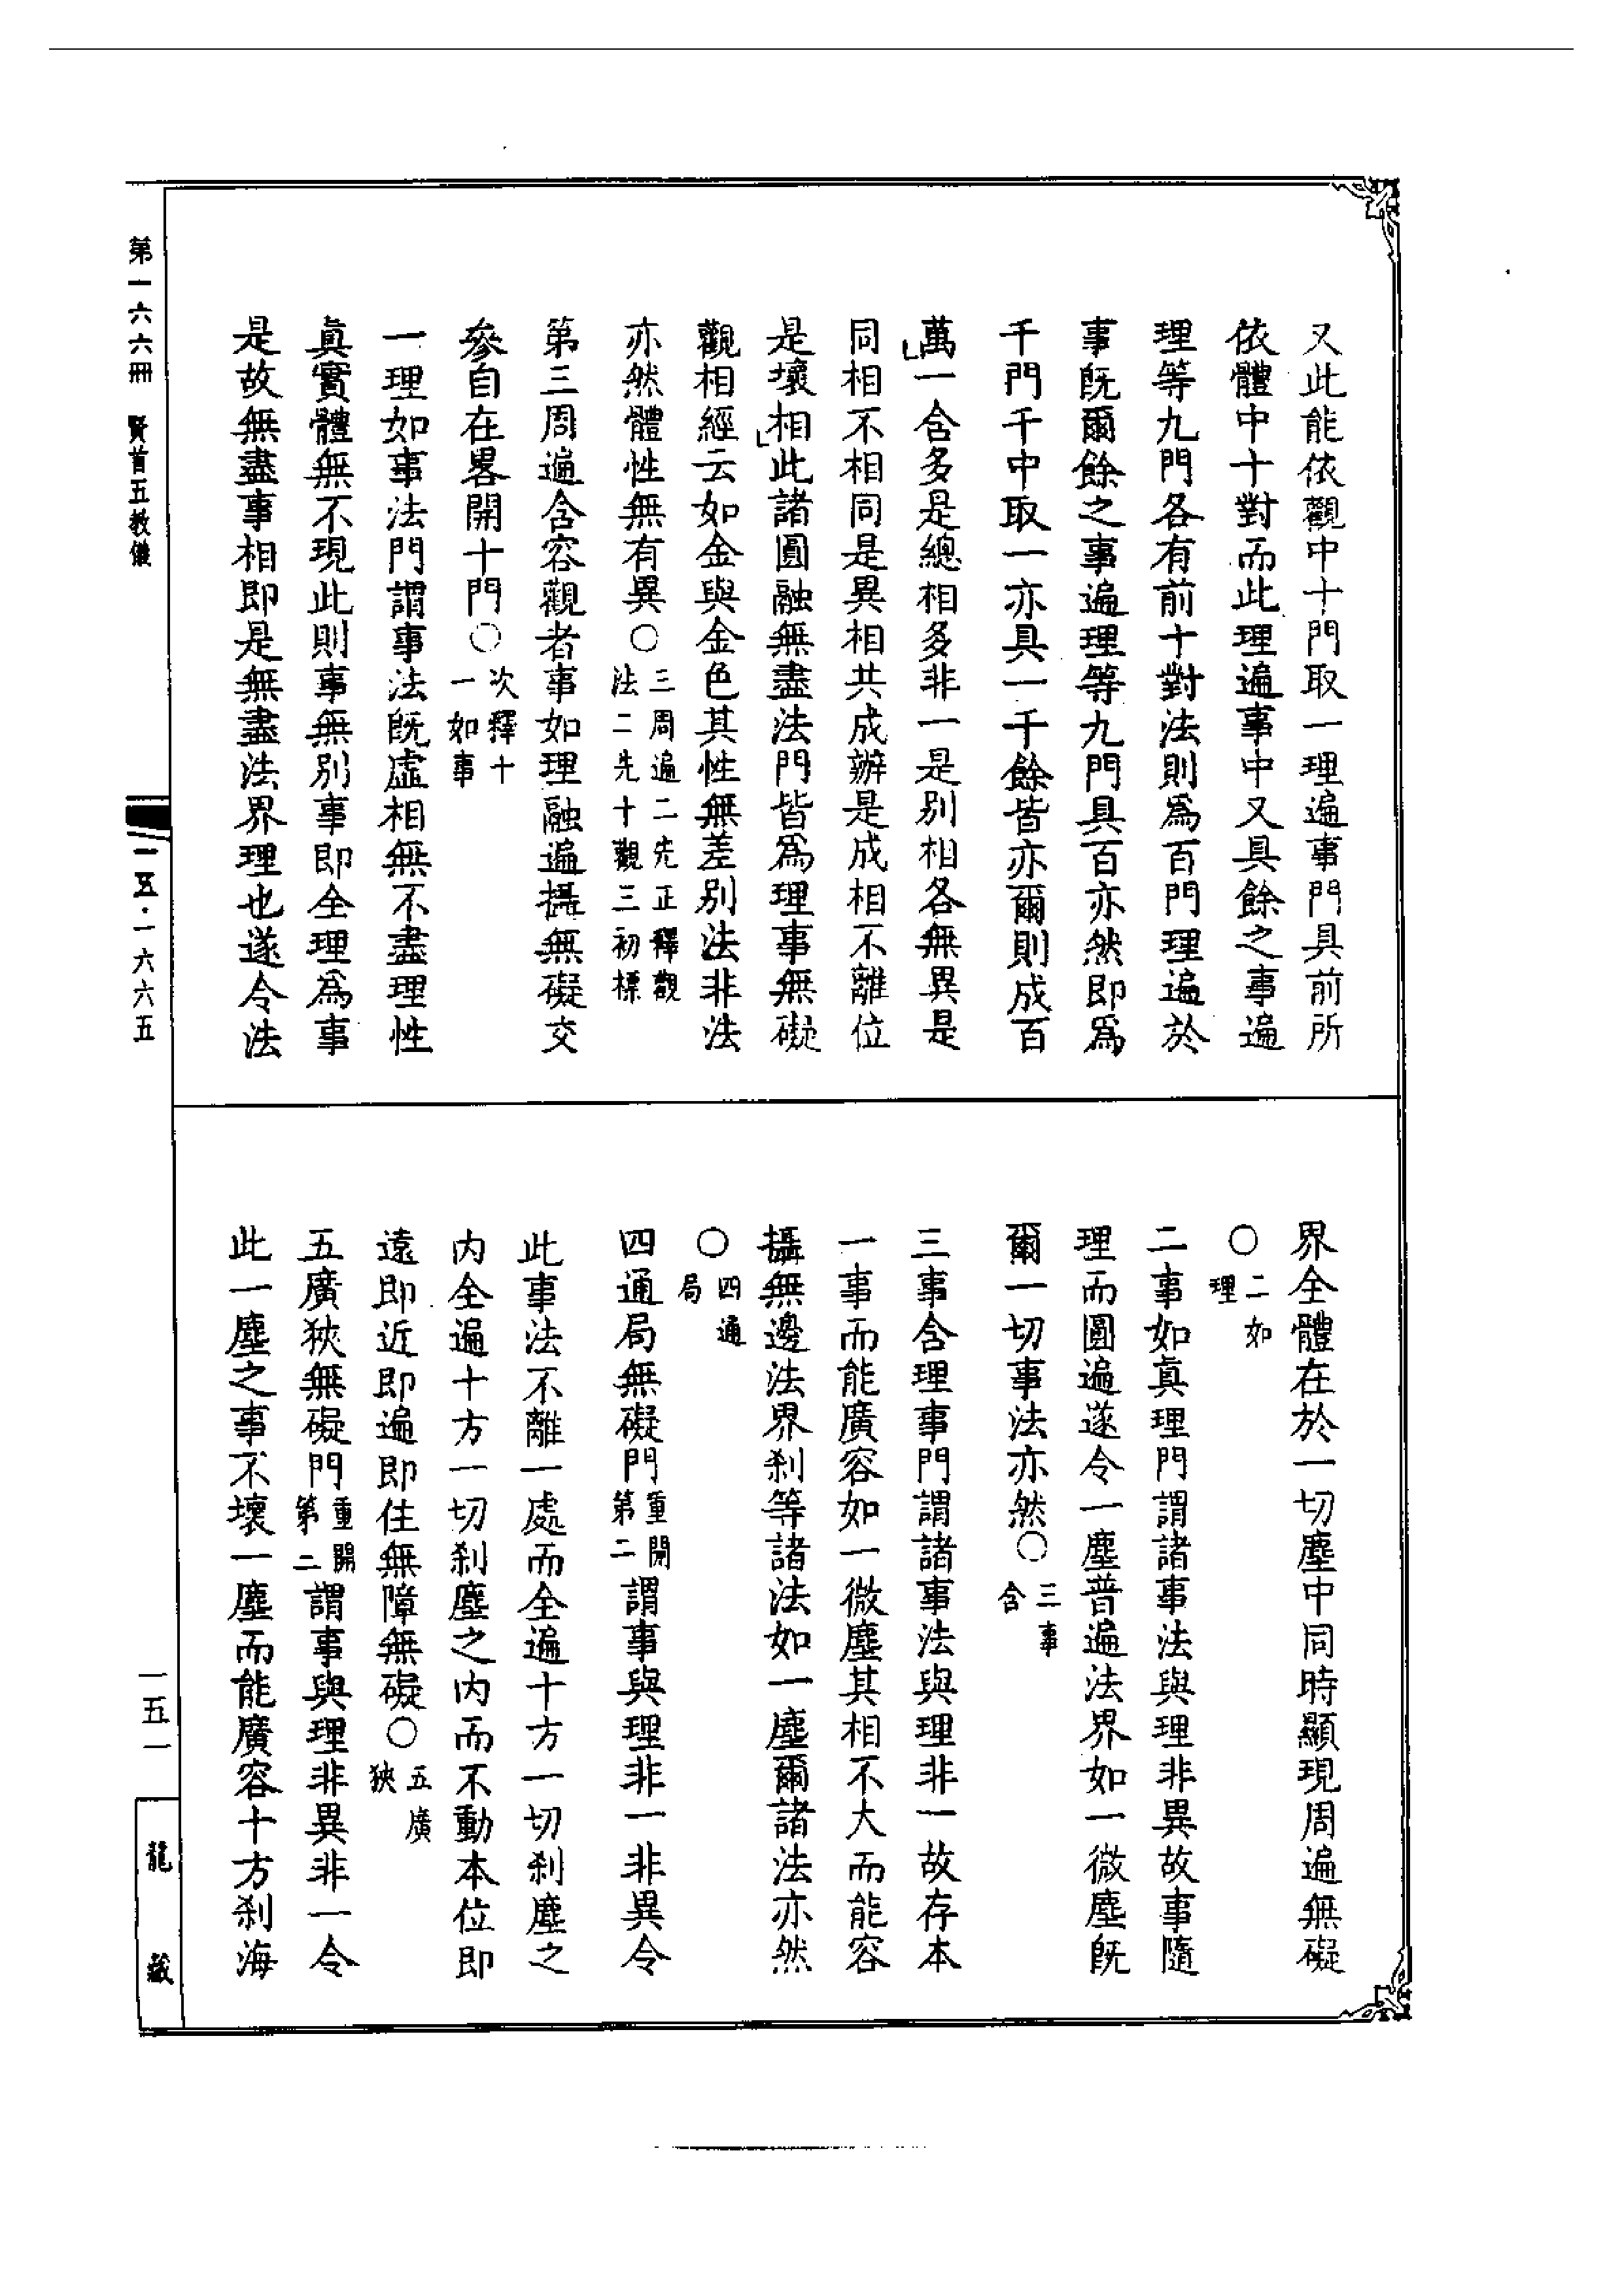 又此能依觀中十門取一理遍事門具前所
依體中十對而此理遍事中又具餘之事遍
理等九門各有前十對法則爲百門理遍於
事旣爾餘之事遍理等九門具百亦然即爲
千門千中取一亦具一千餘皆亦爾則成百
萬一含多是總相多非一是别相各無異是
同相不相同是異相共成辦是成相不離位
是壞相此諸圓融無盡法門皆爲理事無礙
觀相經云如金與金色其性無差别法非法
亦然體性無有異○三周遍二先正釋觀
法二先十觀三初標
第三周遍含容觀者事如理融遍攝無礙交
參自在畧開十門○次釋十
一如事
一理如事法門謂事法旣虛相無不盡理性
眞實體無不現此則事無别事即全理爲事
是故無盡事相即是無盡法界理也遂令法
界全體在於一切塵中同時顯現周遍無礙
○二如
理
二事如眞理門謂諸事法與理非異故事隨
理而圓遍遂令一塵普遍法界如一微塵旣
爾一切事法亦然○三事
含
三事含理事門謂諸事法與理非一故存本
一事而能廣容如一微塵其相不大而能容
攝無邊法界刹等諸法如一塵爾諸法亦然
○四通
局
四通局無礙門重開
第二謂事與理非一非異令
此事法不離一處而全遍十方一切刹塵之
内全遍十方一切刹塵之内而不動本位即
遠即近即遍即住無障無礙○五廣
狹
五廣狹無礙門重開
第二謂事與理非異非一令
此一塵之事不壞一塵而能廣容十方刹海
第一六六冊 賢首五教儀
一五·一六六五
一五一
龍藏